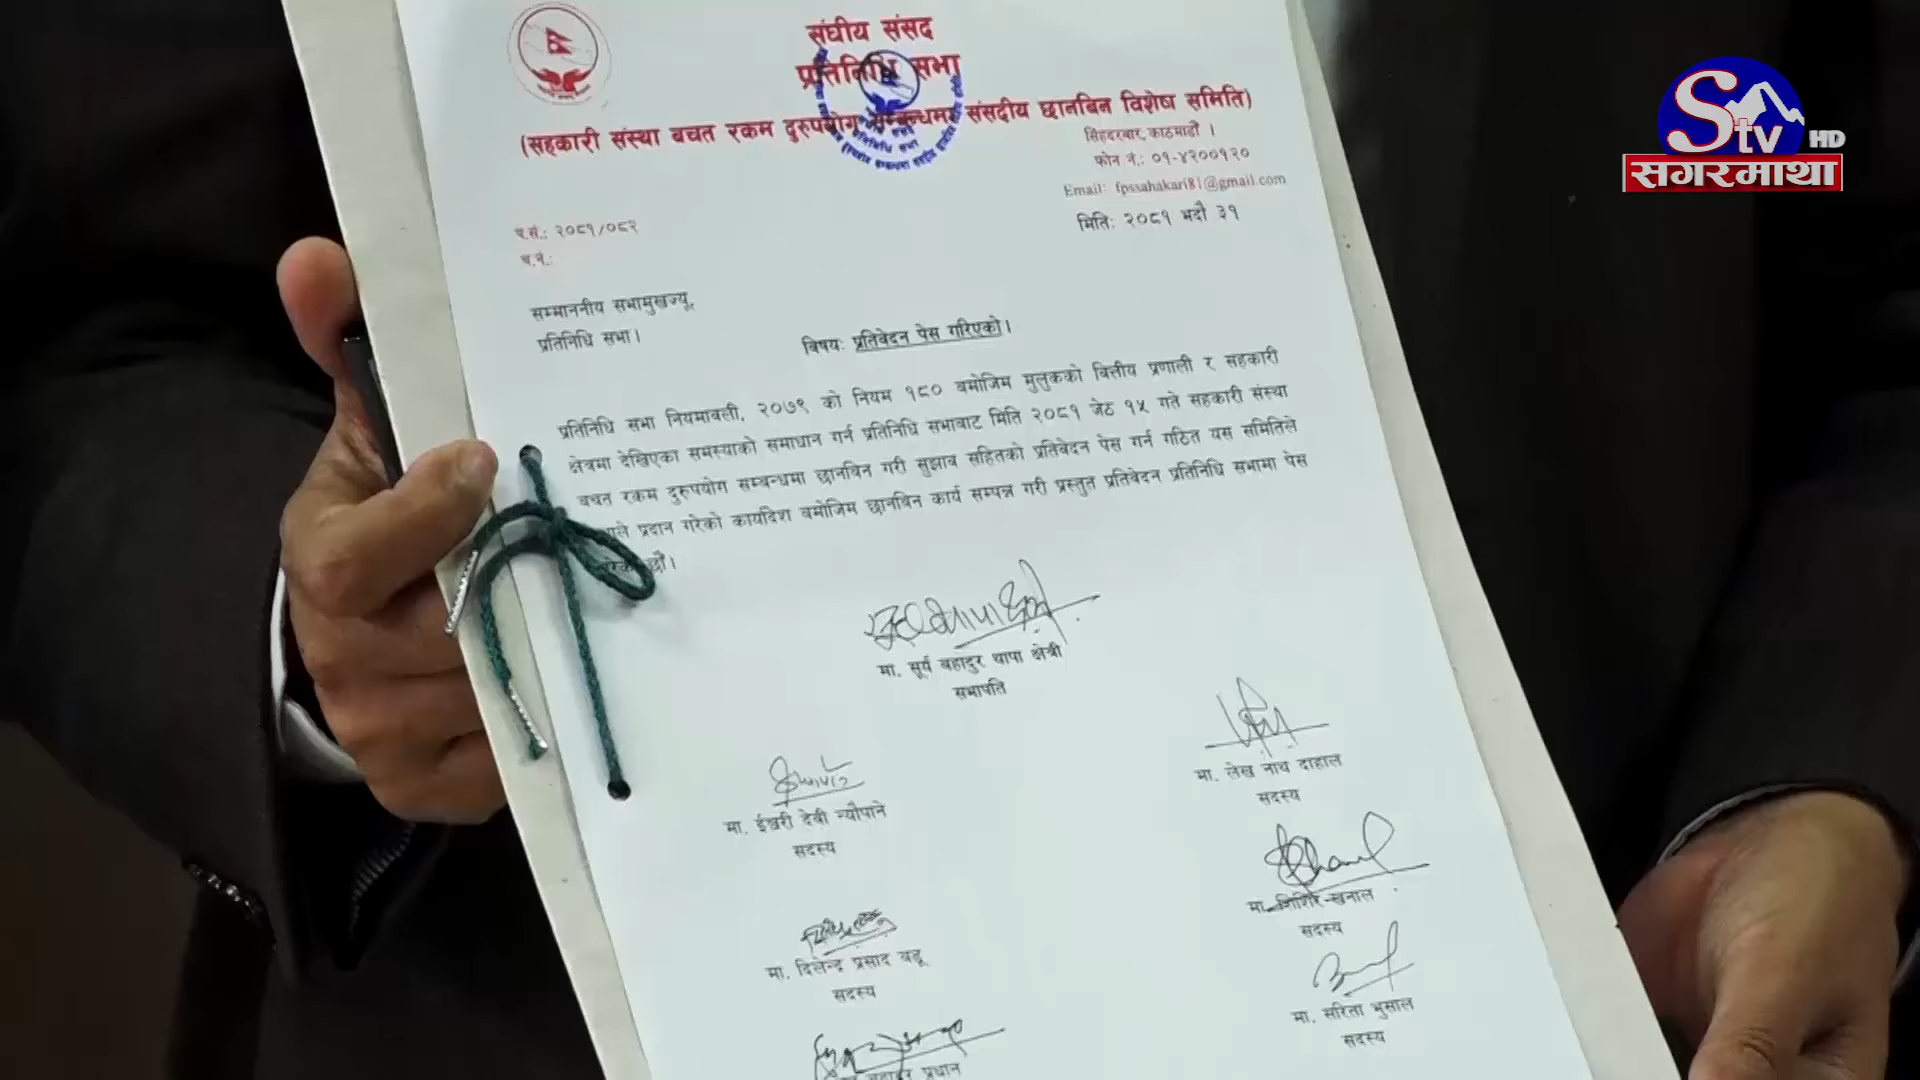 संघीय संसद
प्रतिनिधि सभा
(सहकारी संस्था बचत रकम दुरुपयोग सम्बन्धमा संसदीय छानबिन विशेष समिति)
सिंहदरबार, काठमाडौं ।
फोन नं.: ०१-४२००१२०
Email: fpssahakari81@gmail.com
प.सं.: २०८१/०८२
मिति: २०८१ भदौ ३१
च.नं.:
सम्माननीय सभामुखज्यू,
प्रतिनिधि सभा।
विषय: प्रतिवेदन पेस गरिएको।
प्रतिनिधि सभा नियमावली, २०७९ को नियम १८० बमोजिम मुलुकको वित्तीय प्रणाली र सहकारी
क्षेत्रमा देखिएका समस्याको समाधान गर्न प्रतिनिधि सभाबाट मिति २०८१ जेठ १५ गते सहकारी संस्था
बचत रकम दुरुपयोग सम्बन्धमा छानबिन गरी सुझाव सहितको प्रतिवेदन पेस गर्न गठित यस समितिले
प्रदान गरेको कार्यादेश बमोजिम छानबिन कार्य सम्पन्न गरी प्रस्तुत प्रतिवेदन प्रतिनिधि सभामा पेस
छौं।
मा. सूर्य बहादुर थापा क्षेत्री
सभापति
मा. लेख नाथ दाहाल
सदस्य
मा. ईश्वरी देवी न्यौपाने
सदस्य
मा. शिशिर खनाल
सदस्य
मा. दिलेन्द्र प्रसाद बडू
सदस्य
मा. सरिता भुसाल
सदस्य
बहादुर प्रधान
STV HD
सगरमाथा